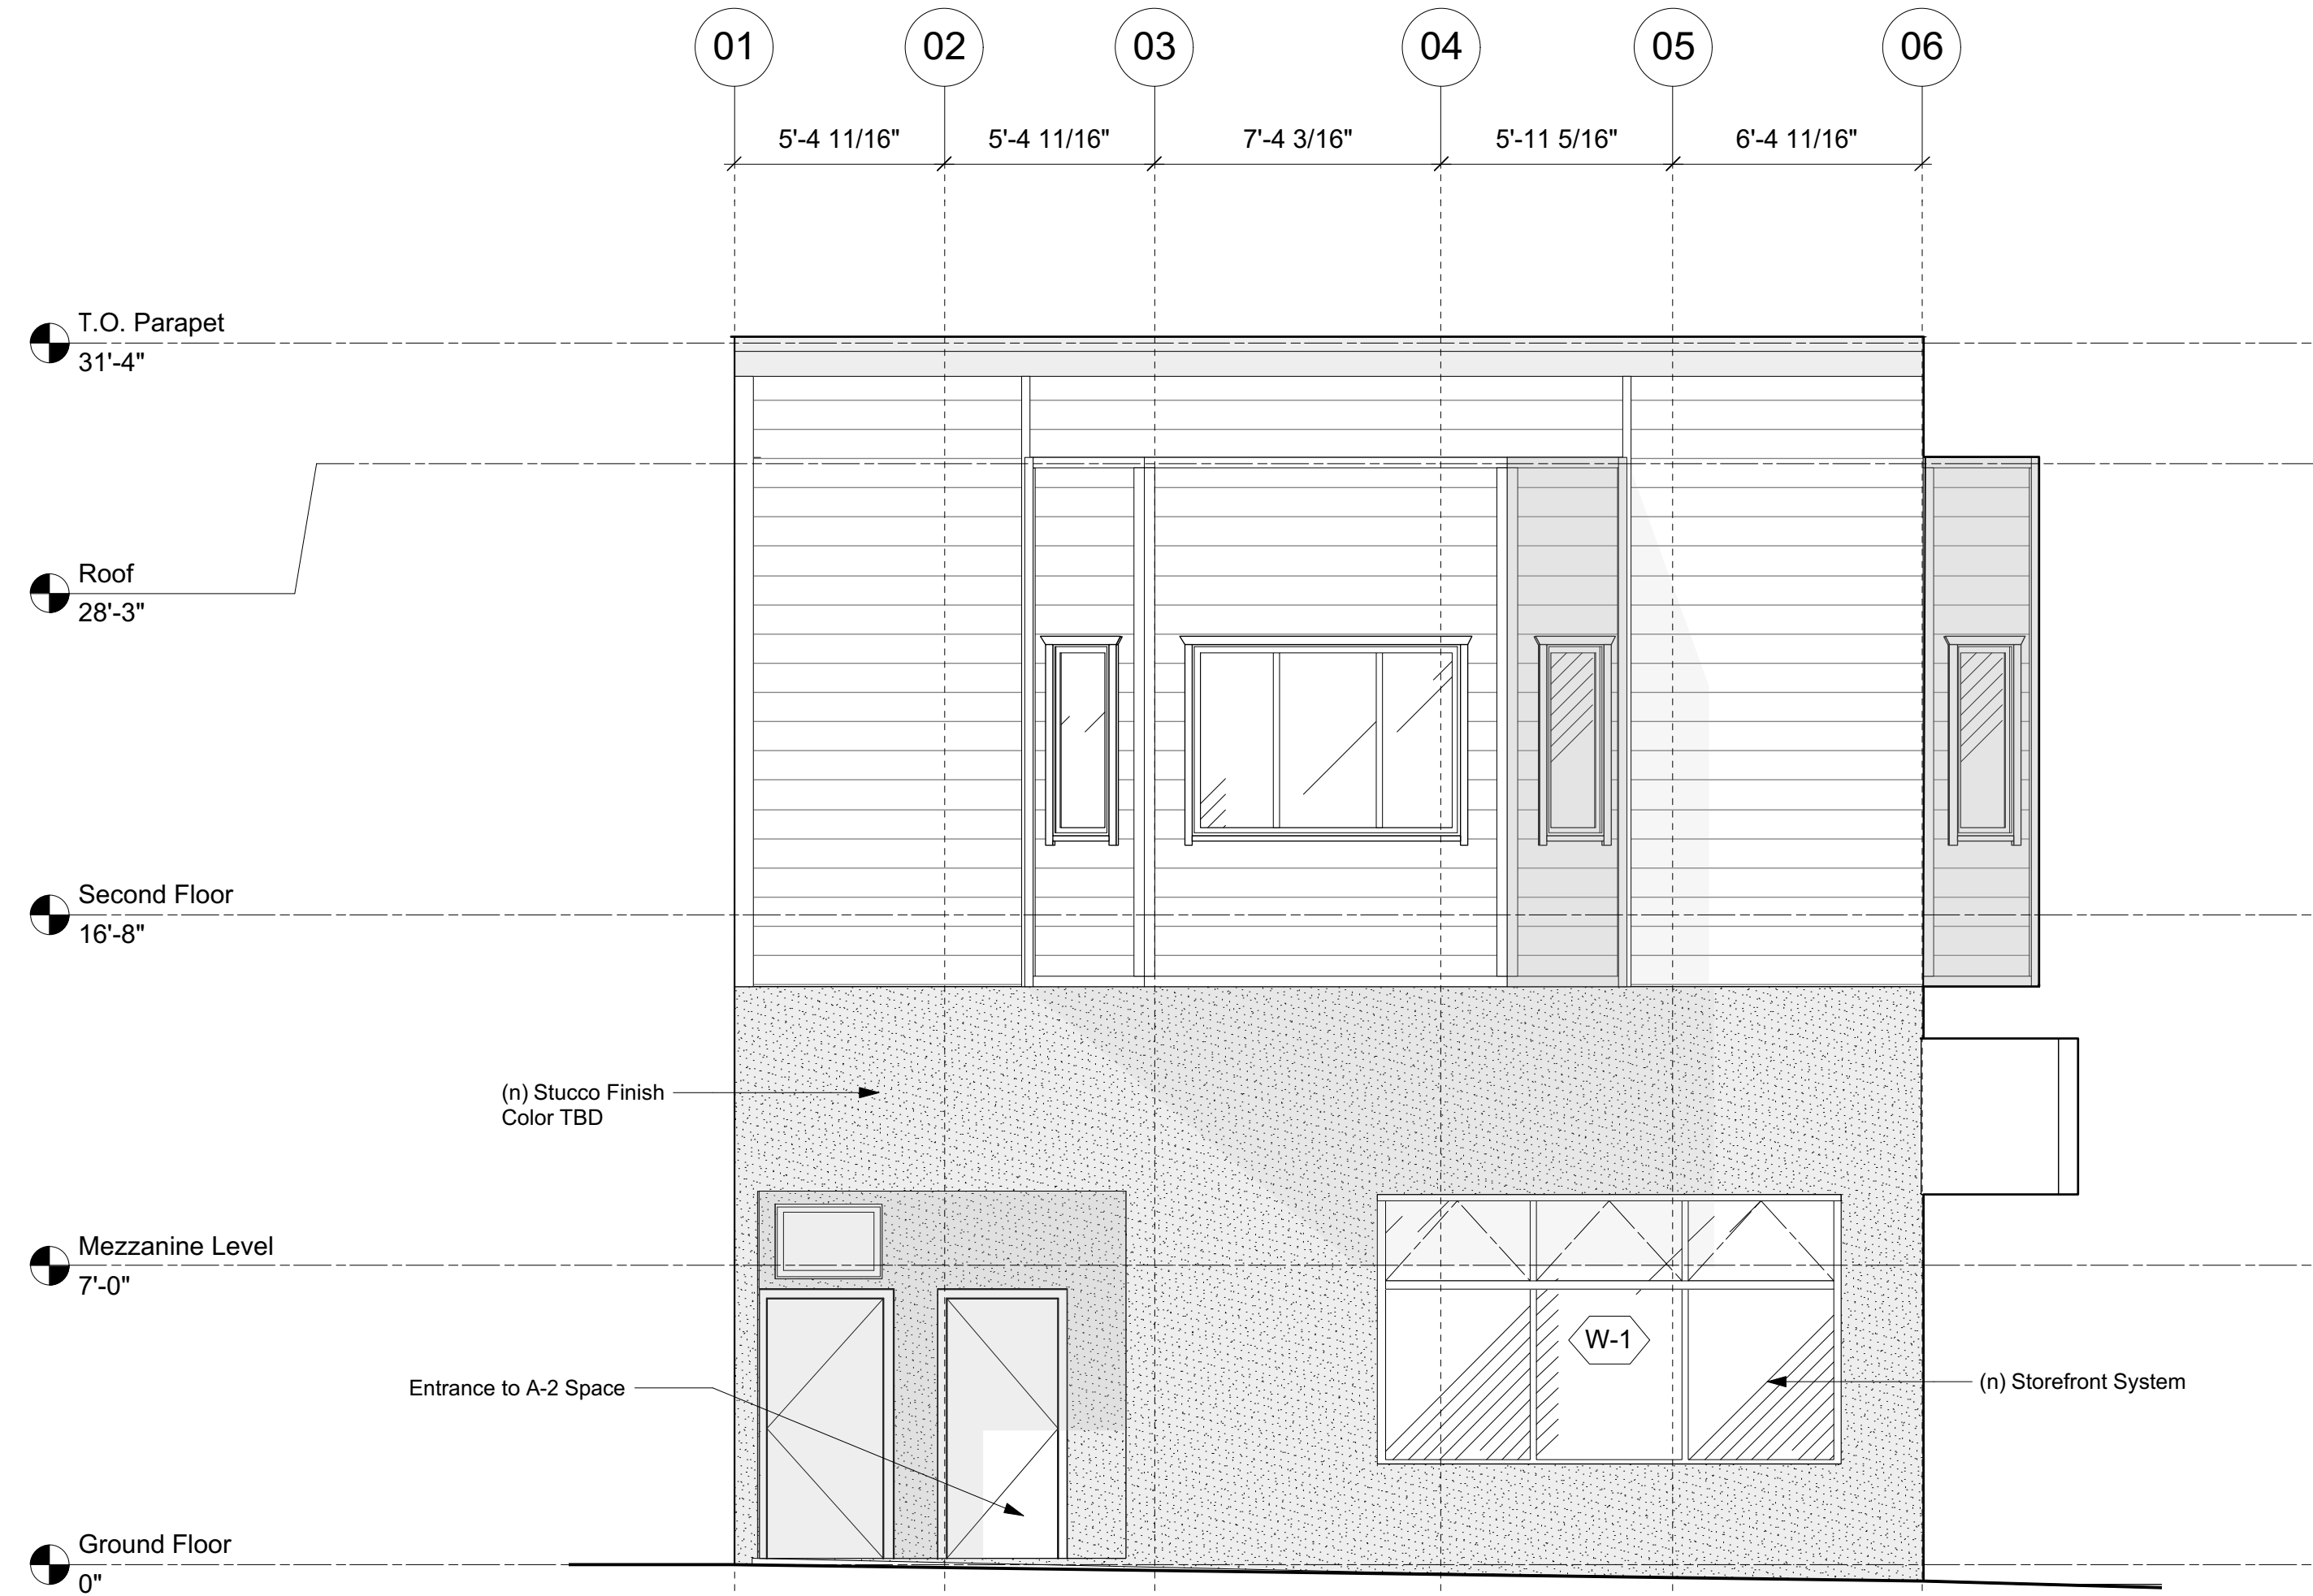 01 02 03 04 05 06
5'-4 11/16" 5'-4 11/16" 7'-4 3/16" 5'-11 5/16" 6'-4 11/16"
T.O. Parapet
31'-4"
Roof
28'-3"
Second Floor
16'-8"
(n) Stucco Finish
Color TBD
Mezzanine Level
7'-0"
W-1
Entrance to A-2 Space
(n) Storefront System
Ground Floor
0"